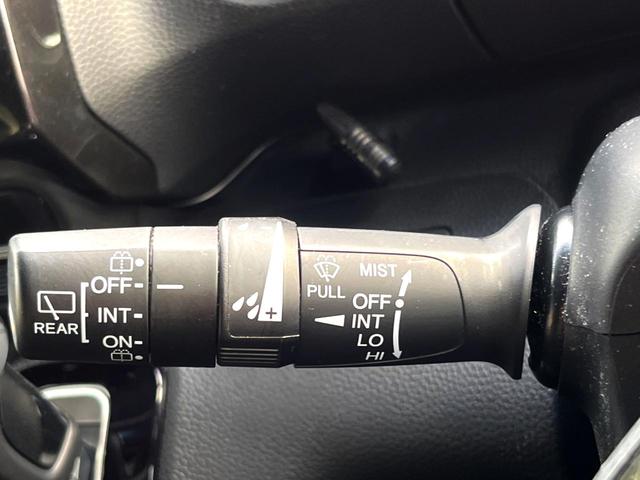 OFF
INT
ON
REAR
+
PULL
MIST
OFF
INT
LO
HI